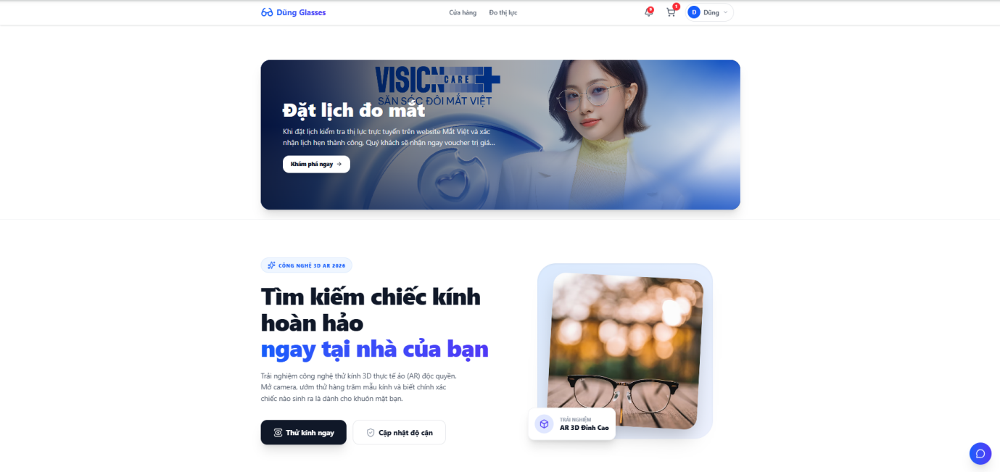 Dũng Glasses
Cửa hàng
Đo thị lực
1
D
Dũng
VISION CARE
SĂN SÓC ĐÔI MẮT VIỆT
Đặt lịch đo mắt
Khi đặt lịch kiểm tra thị lực trực tuyến trên website Mắt Việt và xác
nhận lịch hẹn thành công, Quý khách sẽ nhận ngay voucher trị giá...
Khám phá ngay →
CÔNG NGHỆ 3D AR 2026
Tìm kiếm chiếc kính
hoàn hảo
ngay tại nhà của bạn
Trải nghiệm công nghệ thử kính 3D thực tế ảo (AR) độc quyền.
Mở camera, ướm thử hàng trăm mẫu kính và biết chính xác
chiếc nào sinh ra là dành cho khuôn mặt bạn.
Thử kính ngay
Cập nhật độ cận
TRẢI NGHIỆM
AR 3D Đỉnh Cao